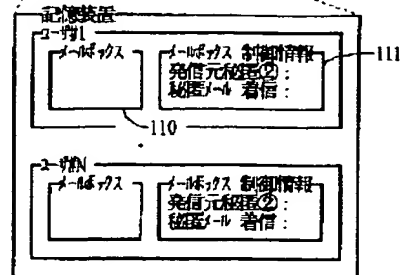 記憶装置
ユーザ#1
メールボックス
メールボックス 制御情報
発信元秘匿②:
秘匿メール 着信:
111
110
ユーザ#N
メールボックス
メールボックス 制御情報
発信元秘匿②:
秘匿メール 着信: